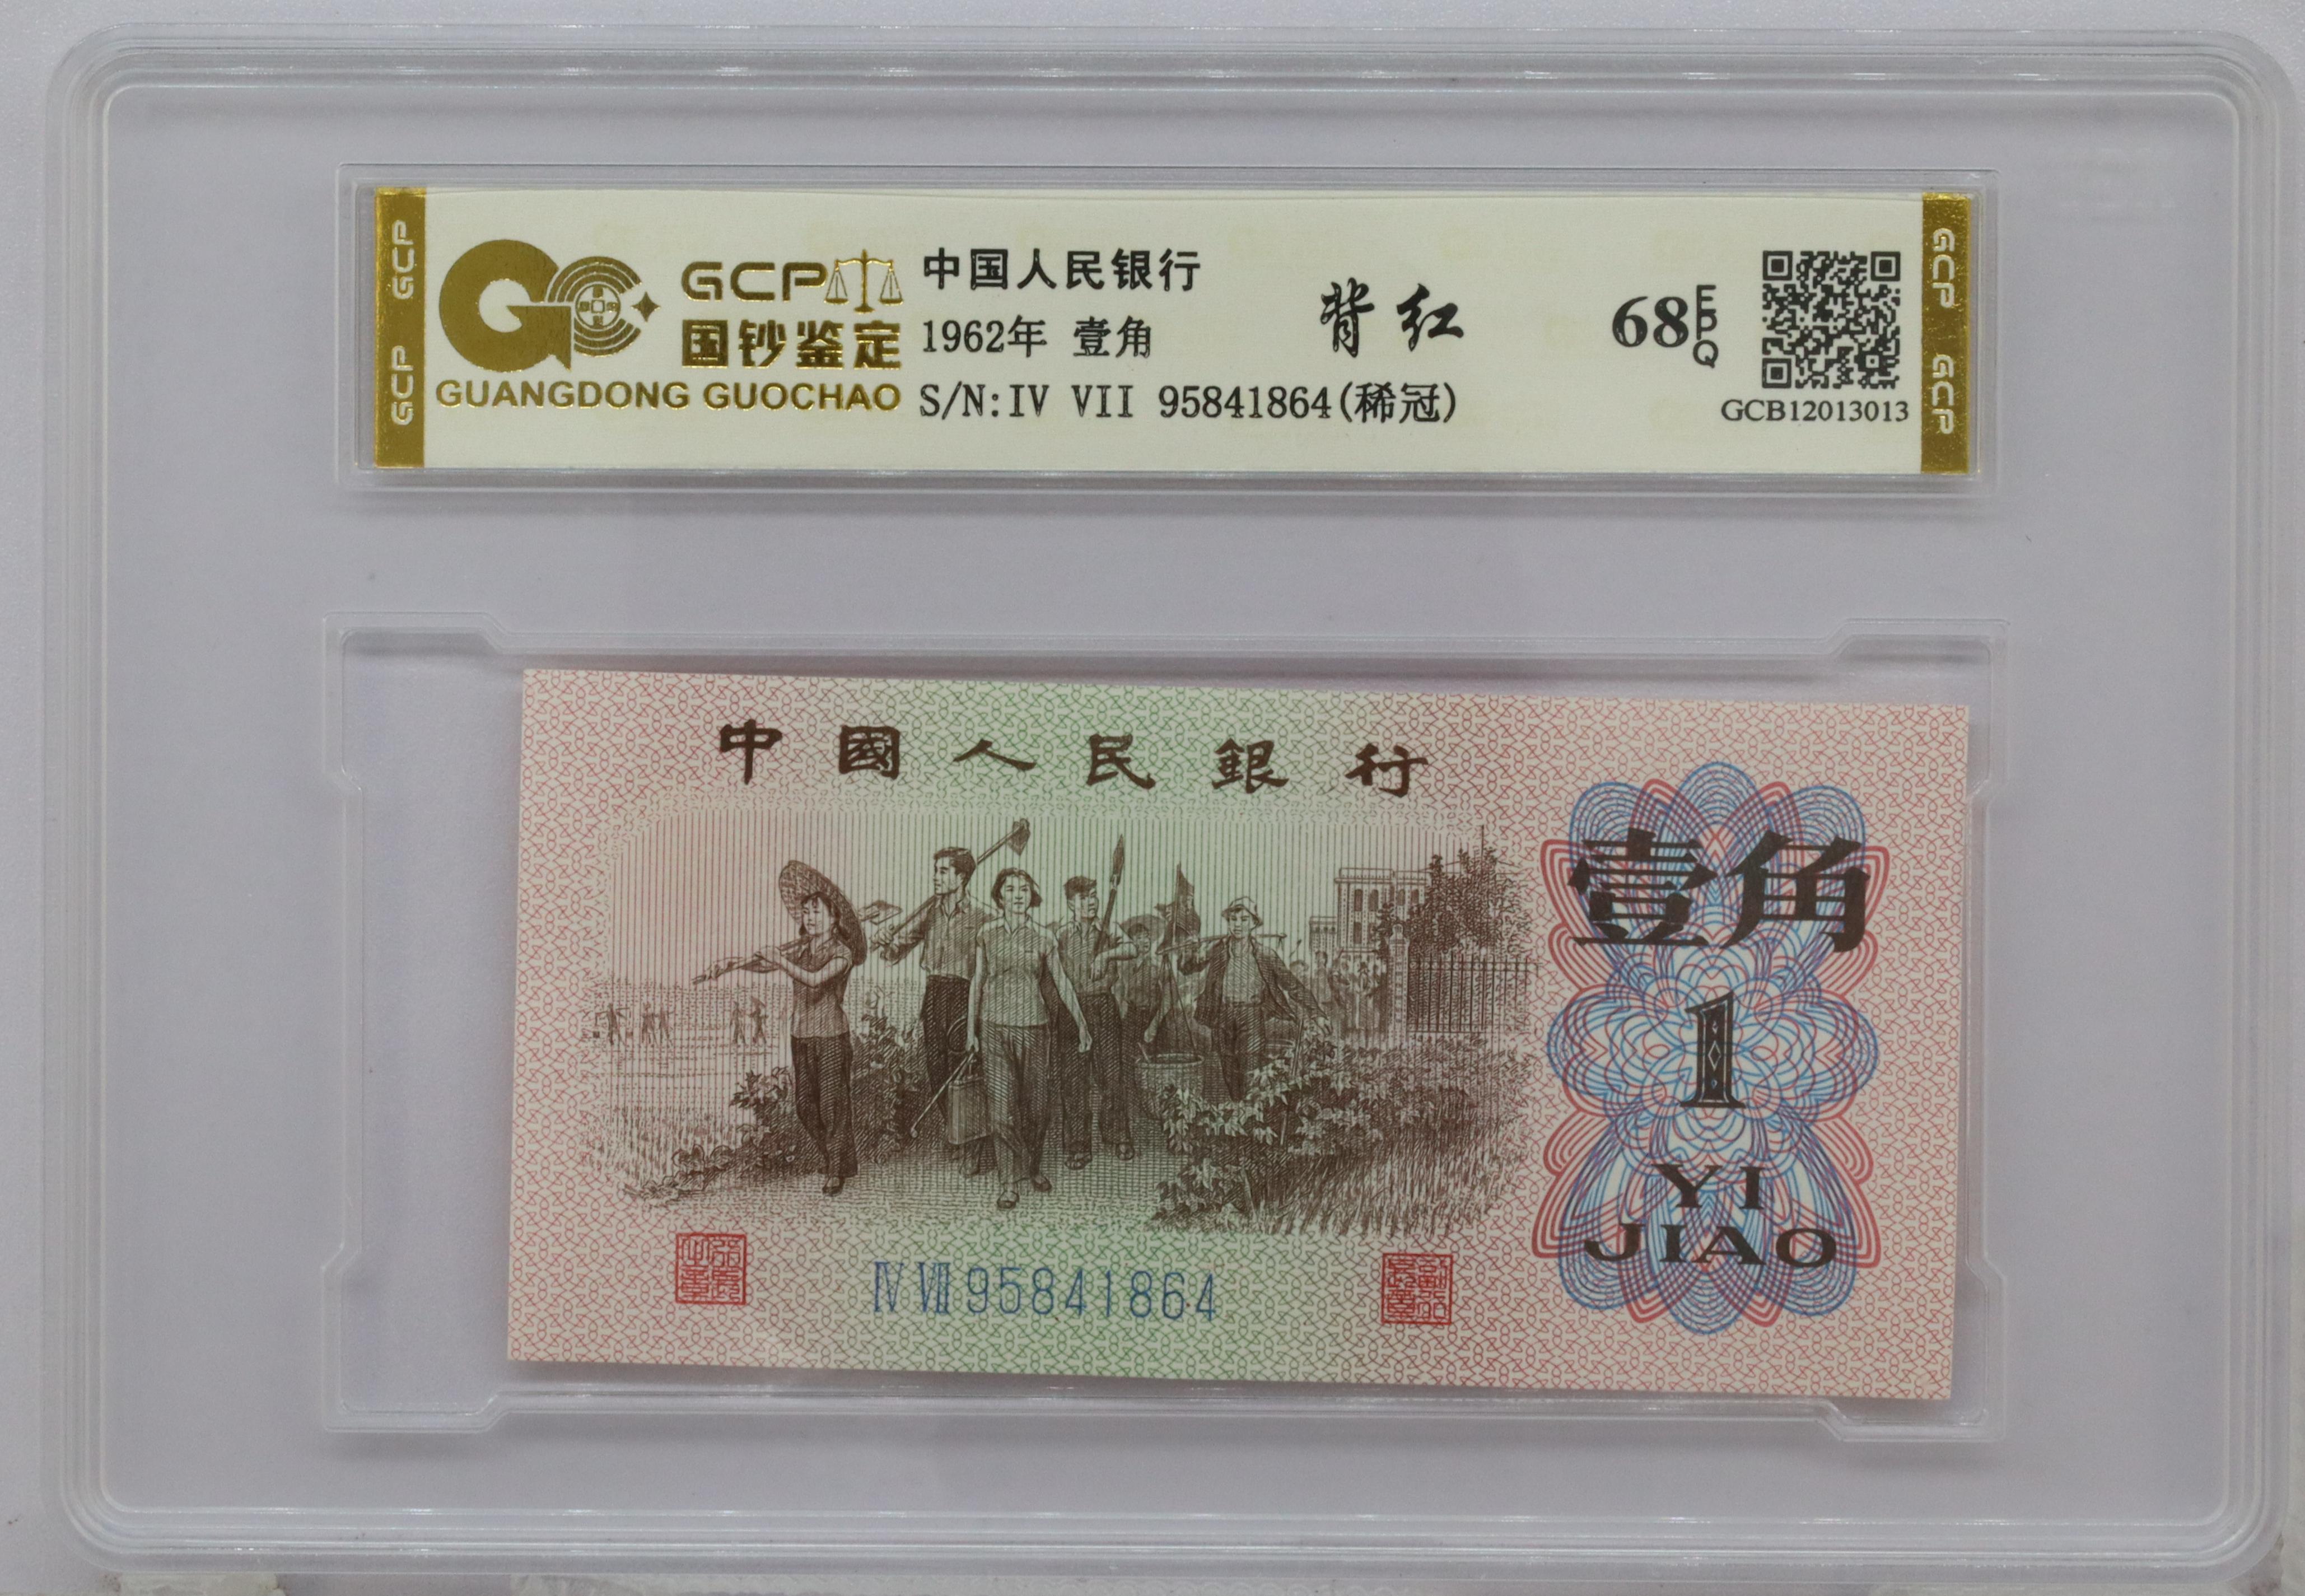 GCP GCP
GCP
国钞鉴定
GUANGDONG GUOCHAO
中国人民银行
1962年 壹角
S/N:IV VII 95841864(稀冠)
背红
68EPQ
GCB12013013
GCP GCP
中國人民銀行
壹角
1
YI
JIAO
IV VII 95841864